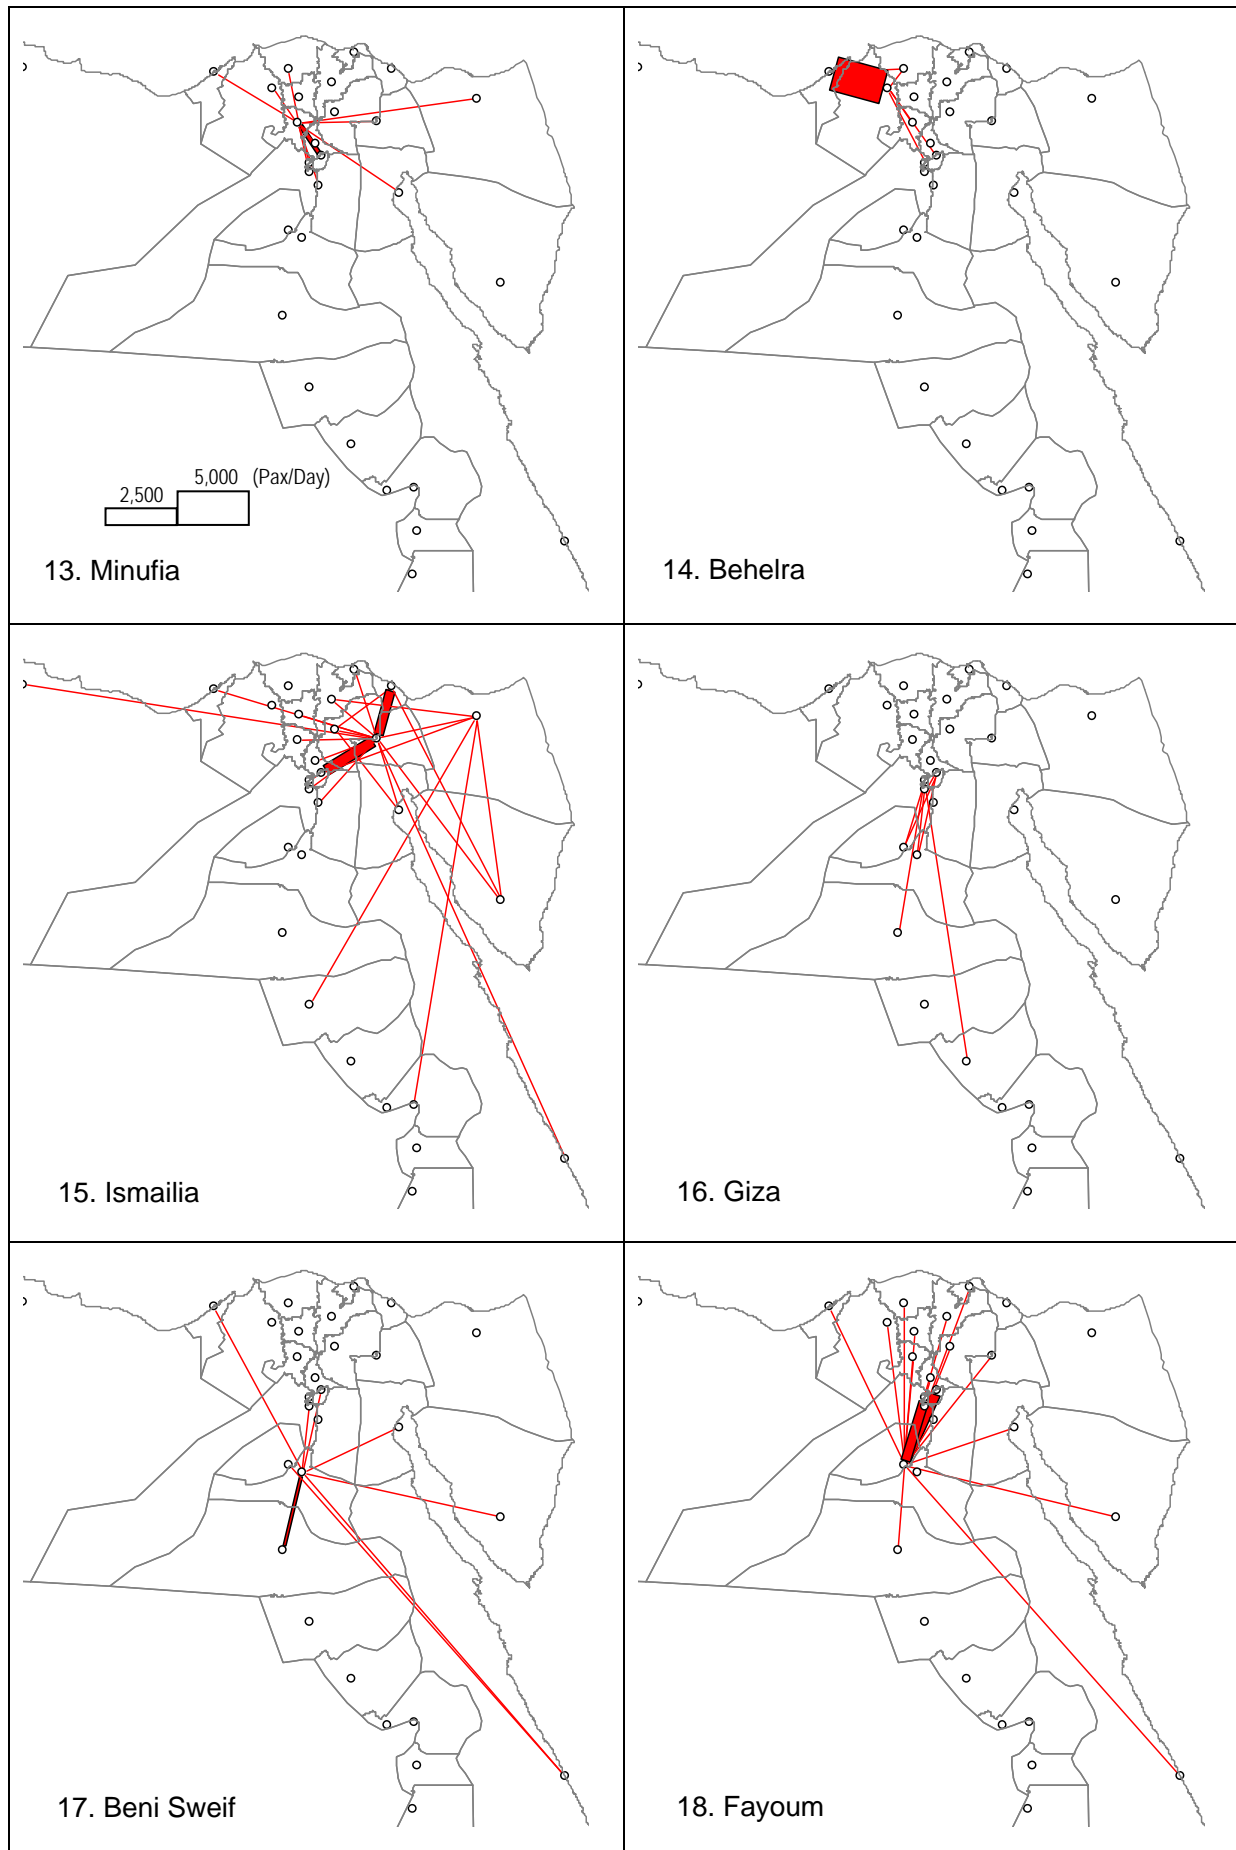 5,000 (Pax/Day)
2,500
13. Minufia
14. Behelra
15. Ismailia
16. Giza
17. Beni Sweif
18. Fayoum